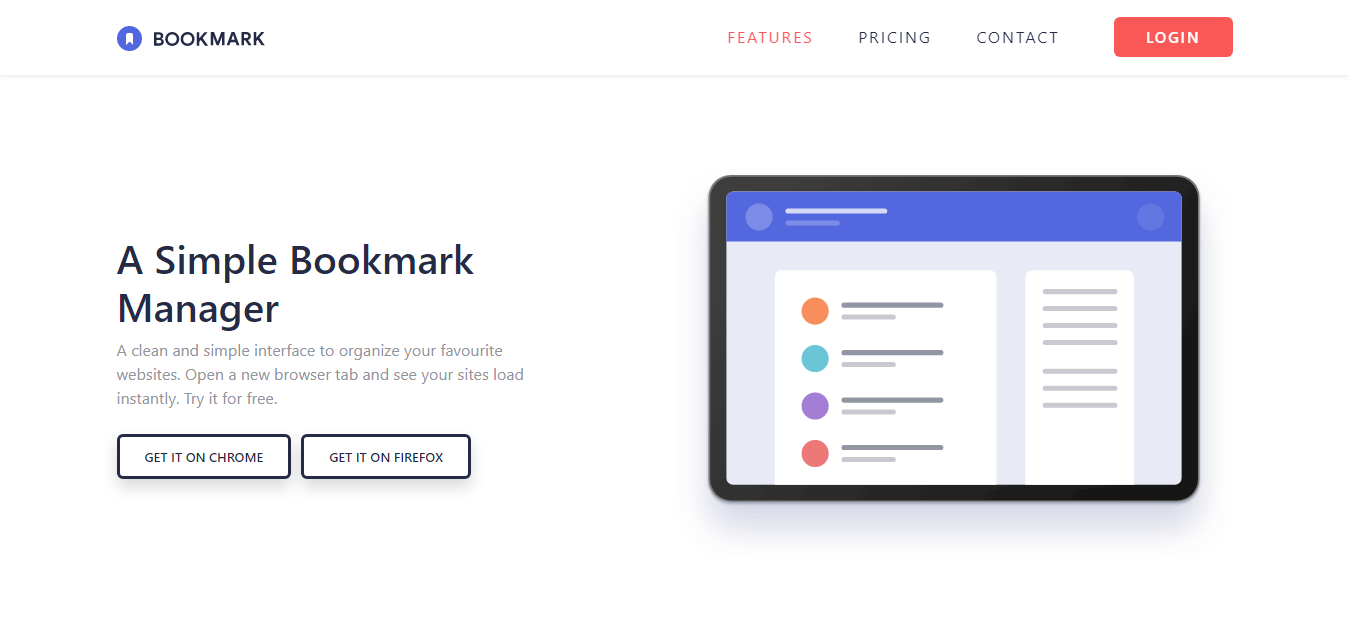 BOOKMARK
FEATURES PRICING CONTACT LOGIN
A Simple Bookmark
Manager
A clean and simple interface to organize your favourite
websites. Open a new browser tab and see your sites load
instantly. Try it for free.
GET IT ON CHROME GET IT ON FIREFOX